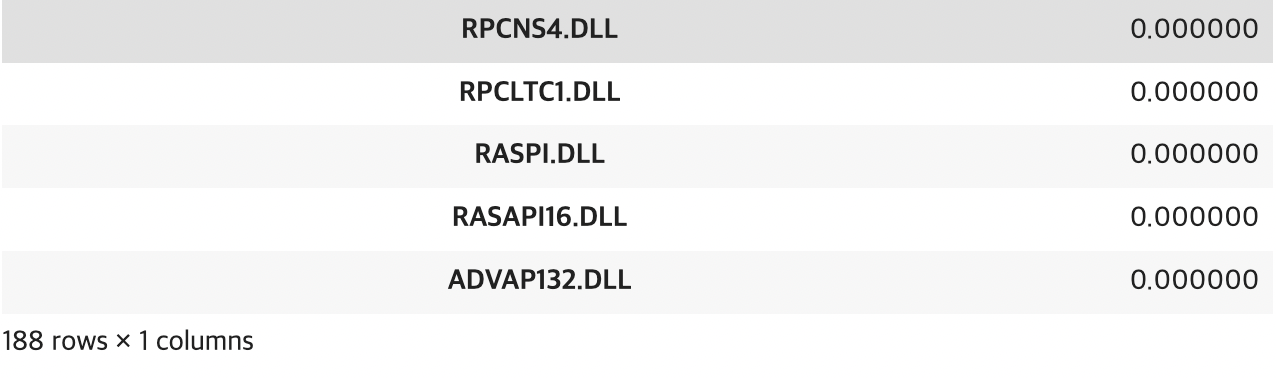 RPCNS4.DLL 0.000000
RPCLTC1.DLL 0.000000
RASPI.DLL 0.000000
RASAPI16.DLL 0.000000
ADVAP132.DLL 0.000000
188 rows × 1 columns